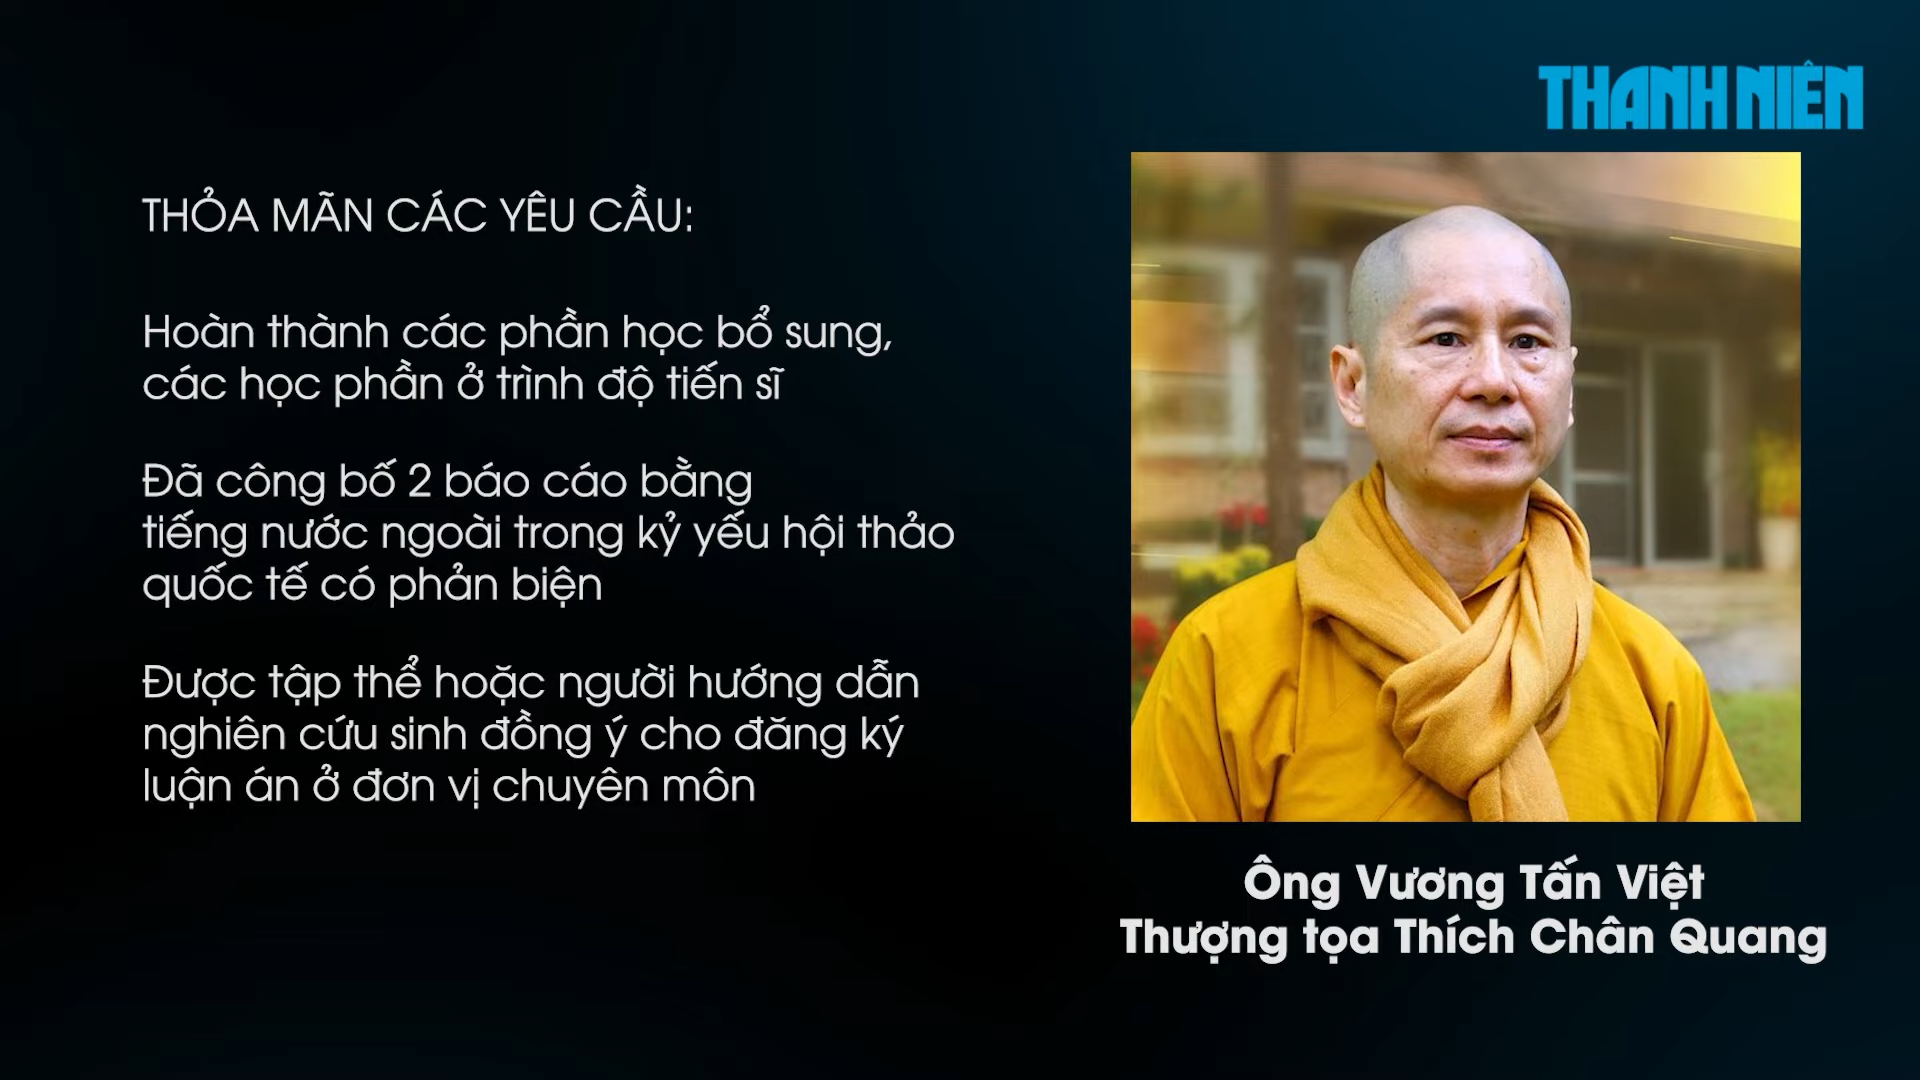 THANH NIÊN
THỎA MÃN CÁC YÊU CẦU:
Hoàn thành các phần học bổ sung,
các học phần ở trình độ tiến sĩ
Đã công bố 2 báo cáo bằng
tiếng nước ngoài trong kỷ yếu hội thảo
quốc tế có phản biện
Được tập thể hoặc người hướng dẫn
nghiên cứu sinh đồng ý cho đăng ký
luận án ở đơn vị chuyên môn
Ông Vương Tấn Việt
Thượng tọa Thích Chân Quang